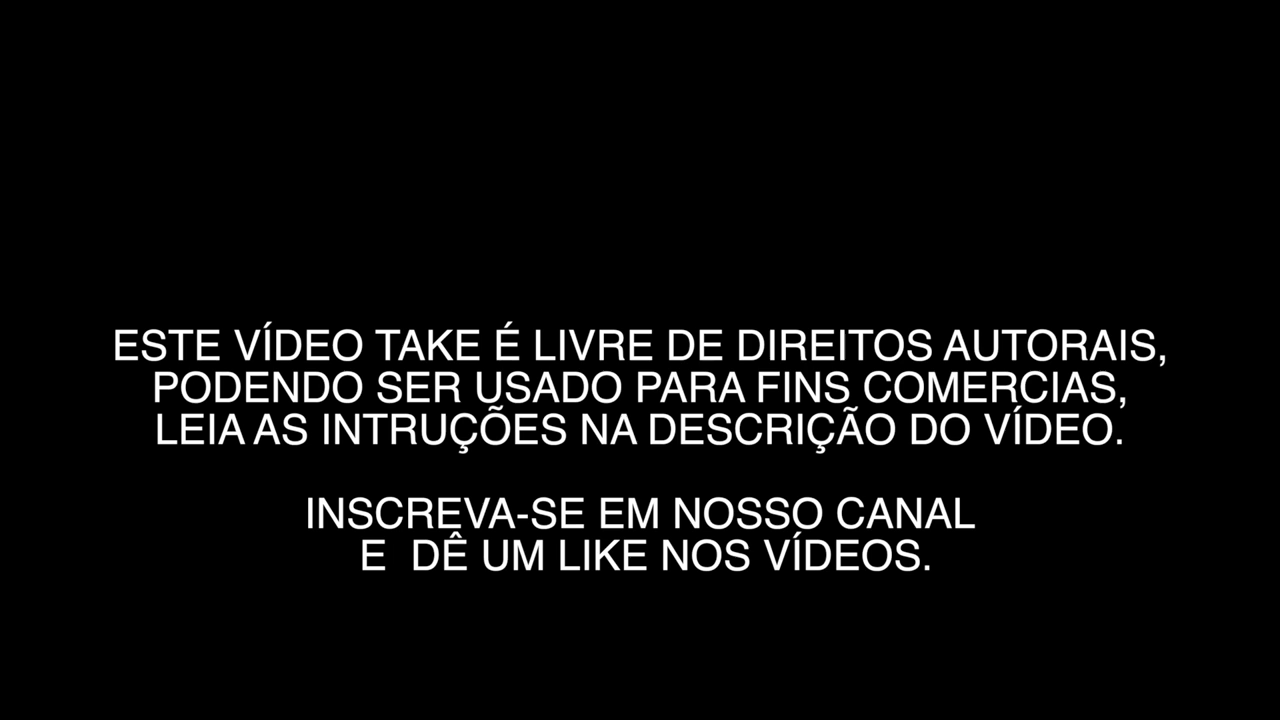 ESTE VÍDEO TAKE É LIVRE DE DIREITOS AUTORAIS,
PODENDO SER USADO PARA FINS COMERCIAS,
LEIA AS INTRUÇÕES NA DESCRIÇÃO DO VÍDEO.
INSCREVA-SE EM NOSSO CANAL
E  DÊ UM LIKE NOS VÍDEOS.